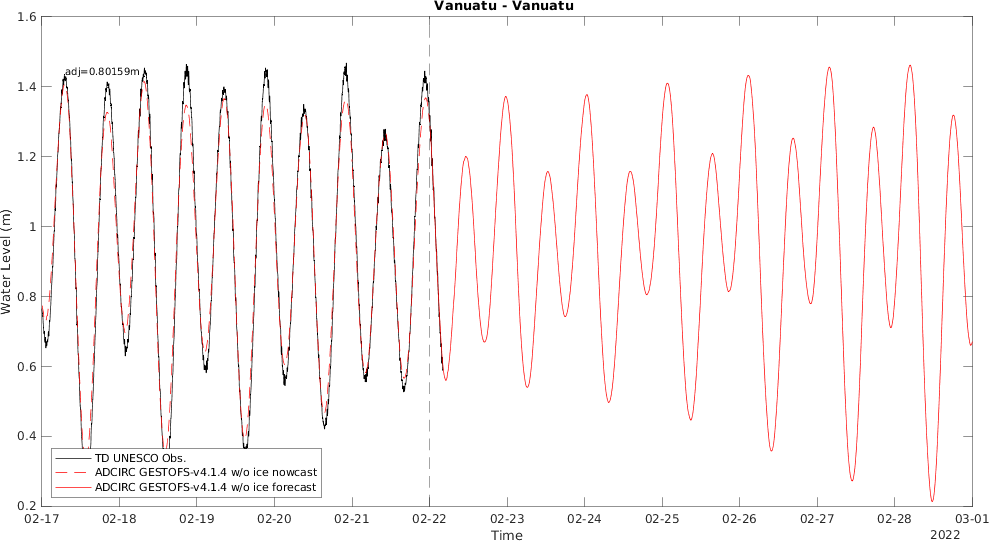 Vanuatu - Vanuatu
1.6
1.4
1.2
1
0.8
0.6
0.4
0.2
Water Level (m)
adj=0.80159m
TD UNESCO Obs.
ADCIRC GESTOFS-v4.1.4 w/o ice nowcast
ADCIRC GESTOFS-v4.1.4 w/o ice forecast
02-17 02-18 02-19 02-20 02-21 02-22 02-23 02-24 02-25 02-26 02-27 02-28 03-01
Time
2022